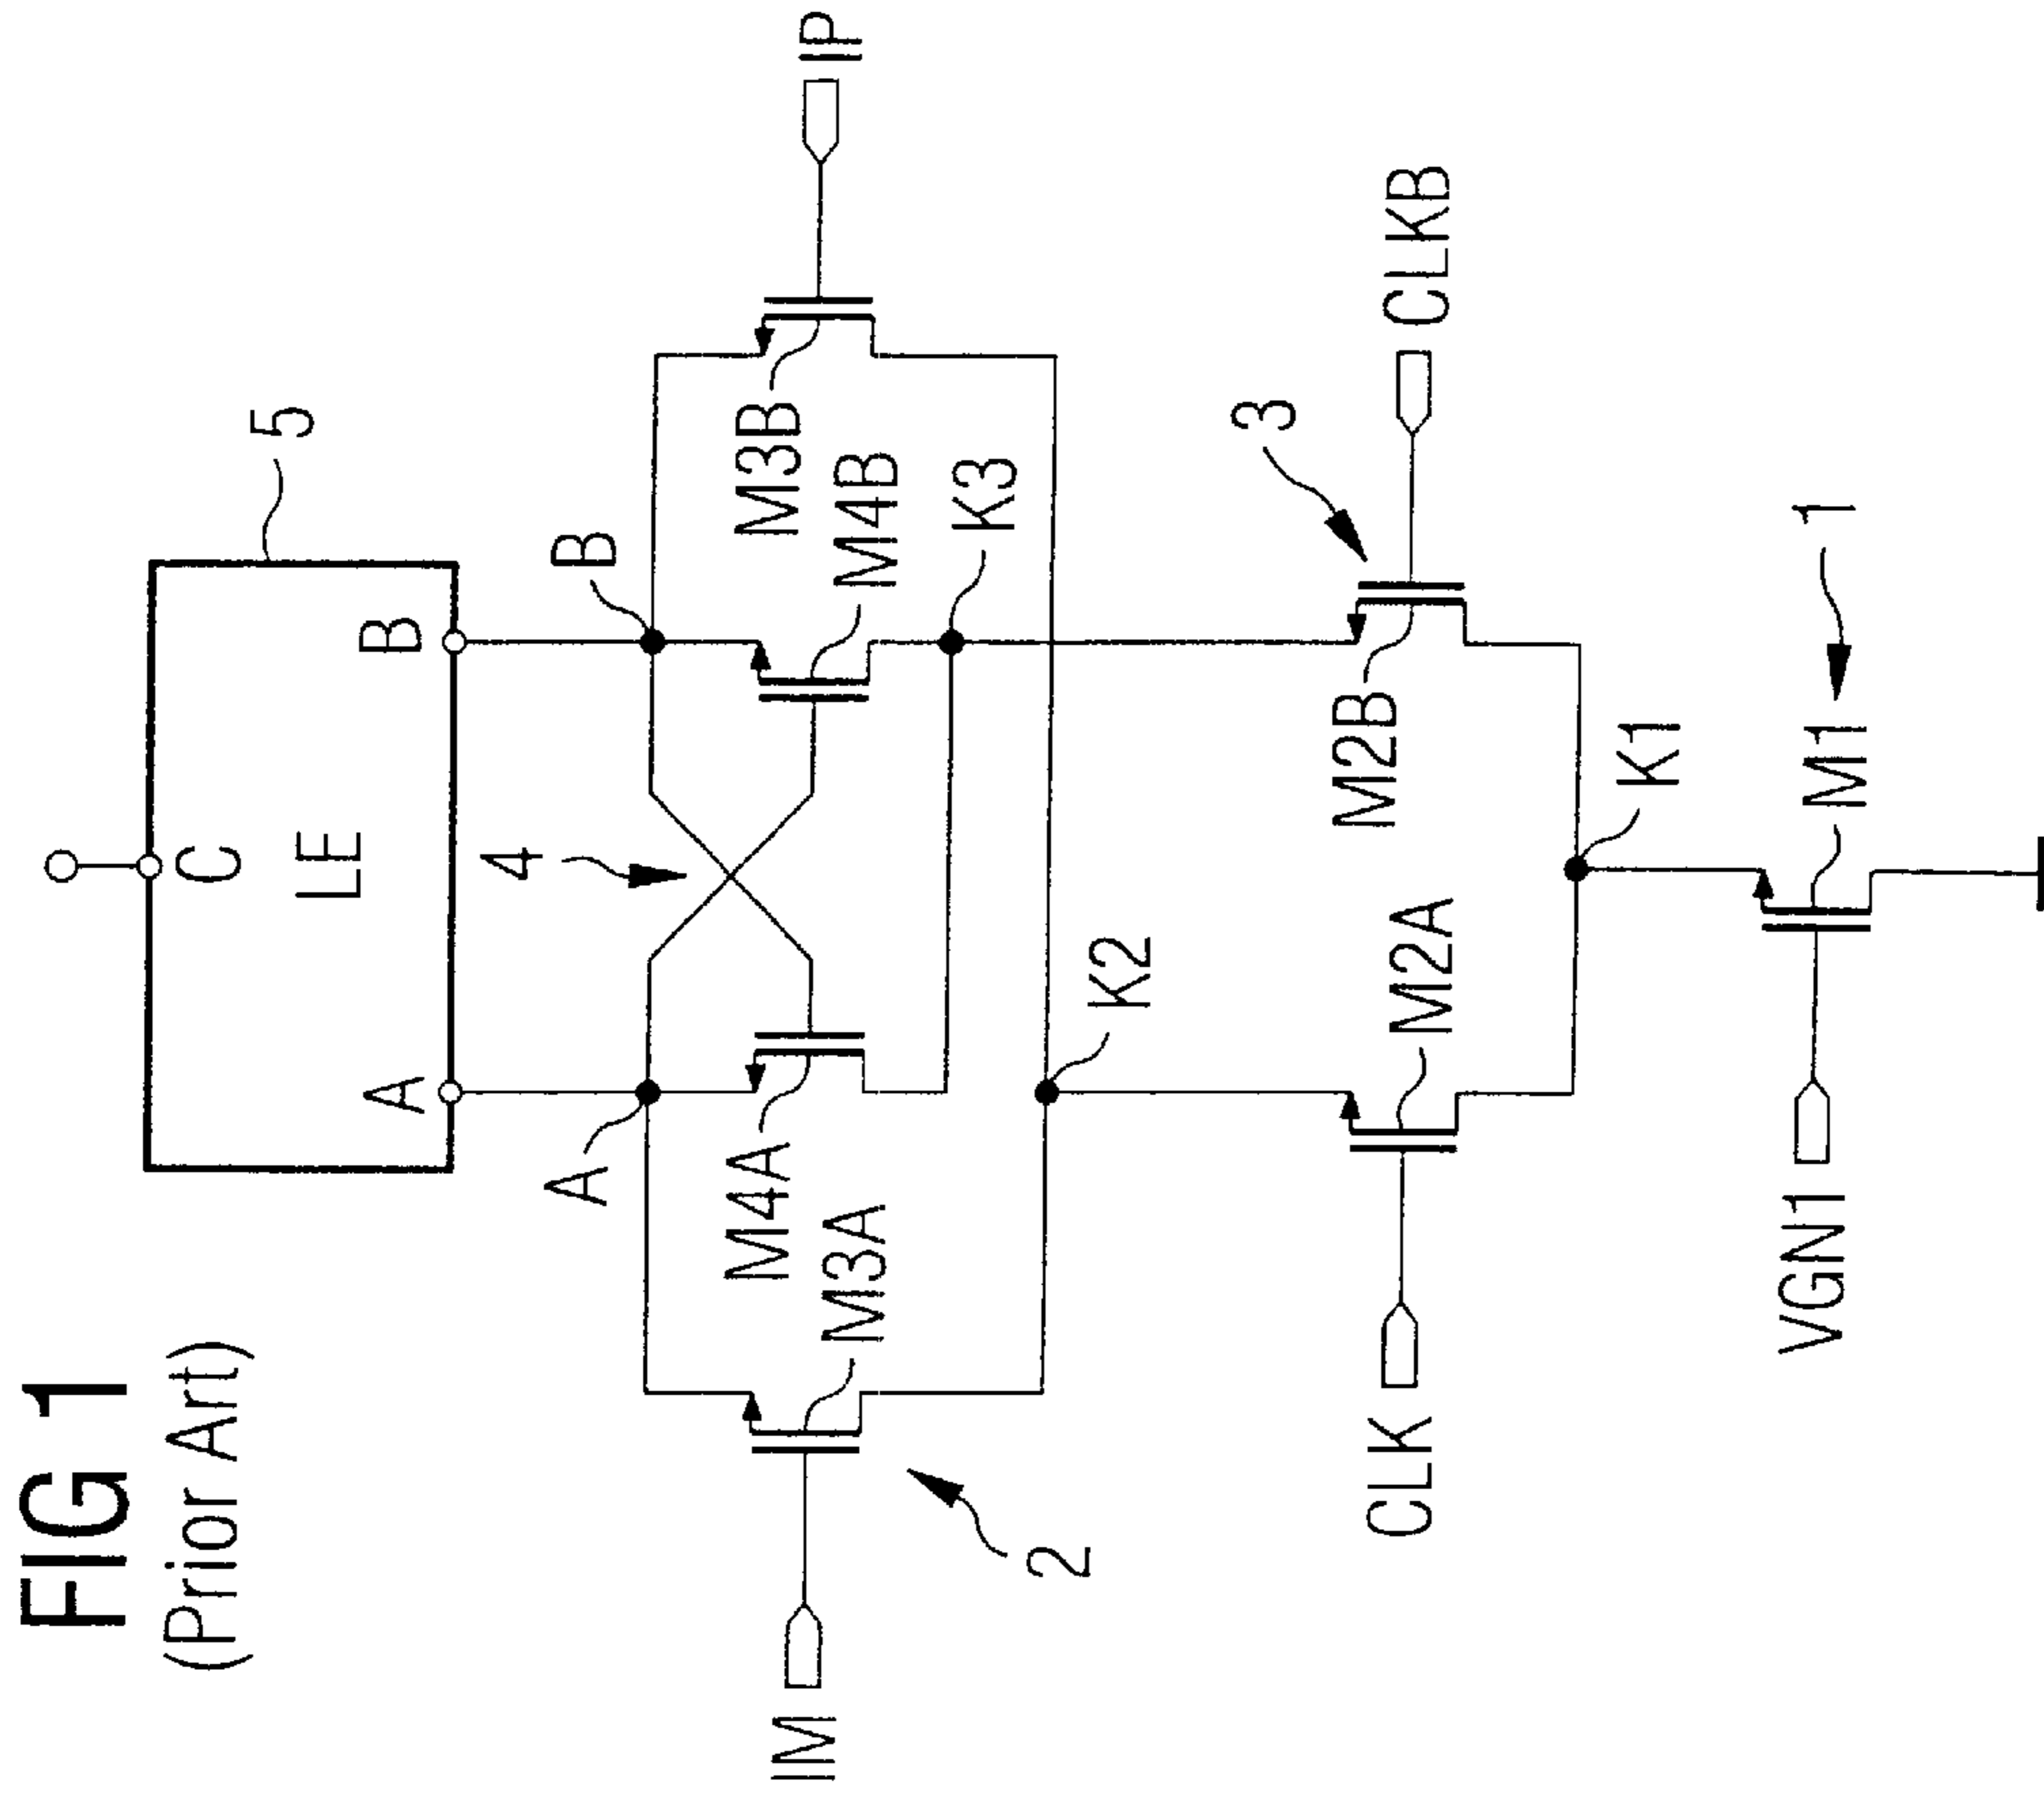 FIG 1
(Prior Art)
5
C
LE
A
B
A
B
4
IM
IP
M3A
M4A
M4B
M3B
2
K3
K2
3
CLK
CLKB
M2A
M2B
K1
VGN1
M1
1